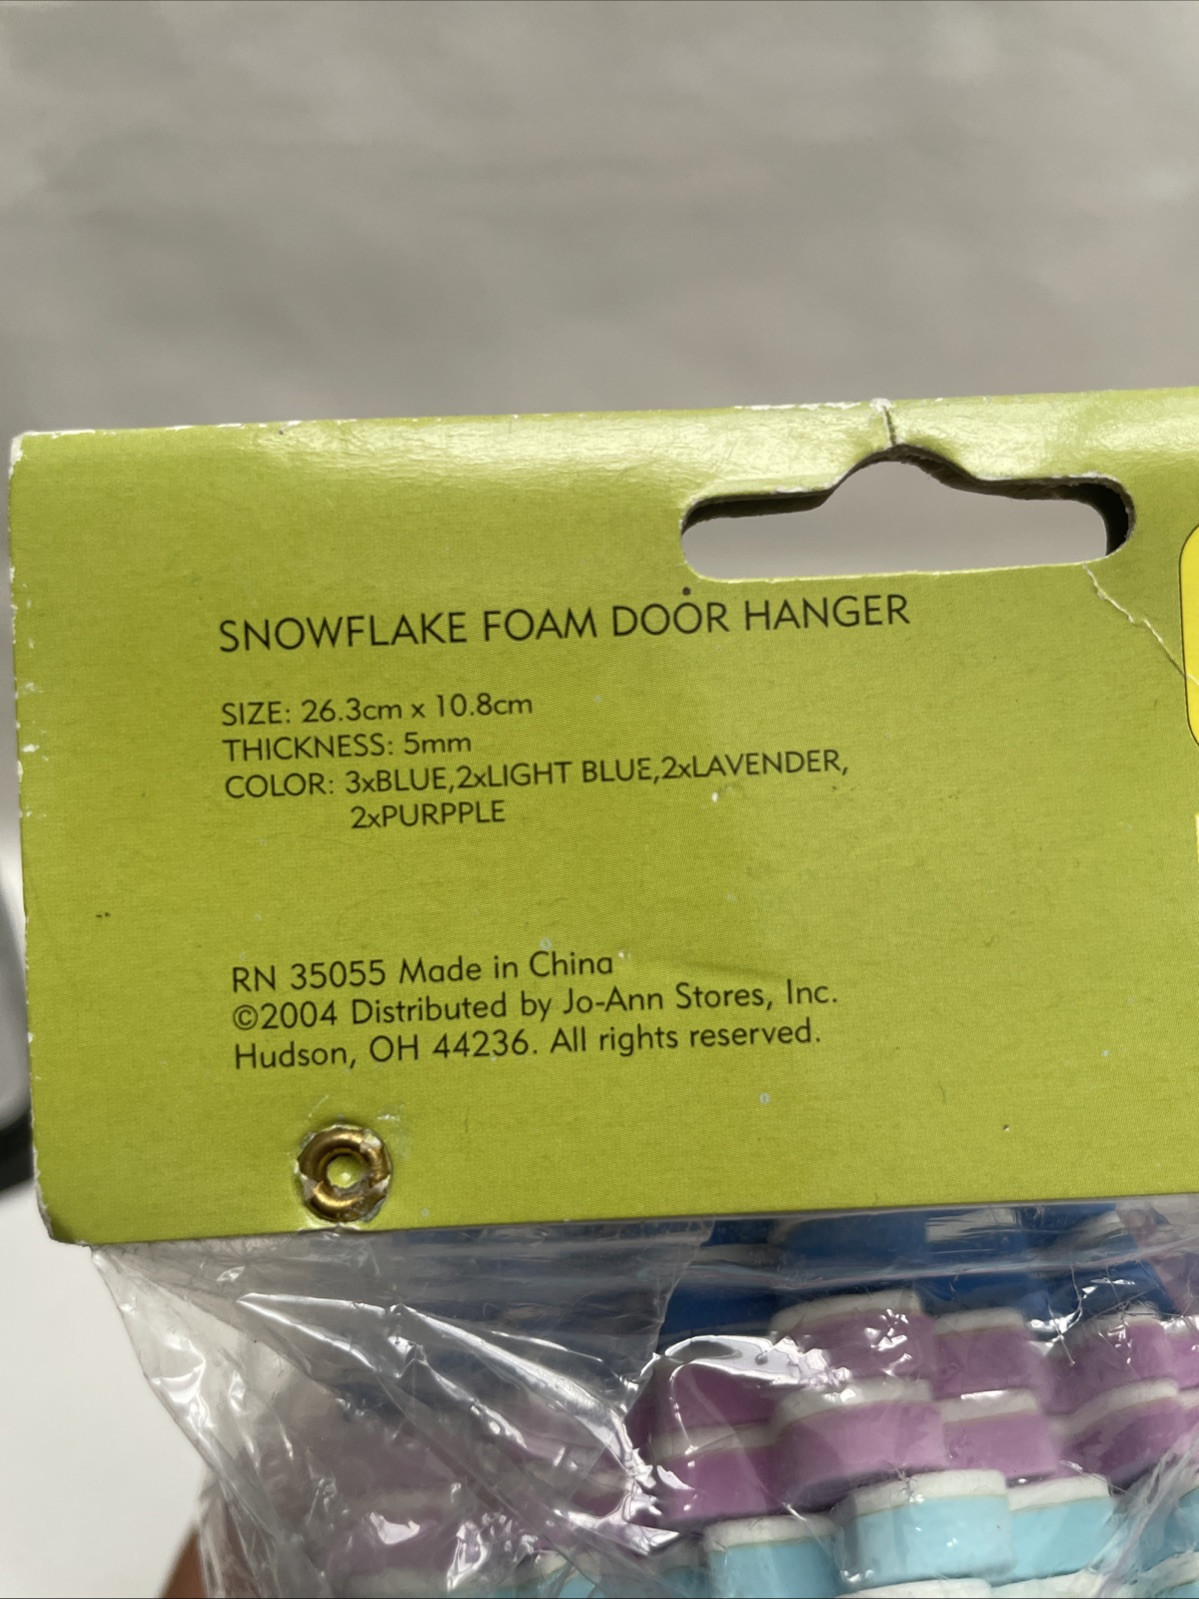 SNOWFLAKE FOAM DOOR HANGER
SIZE: 26.3cm x 10.8cm
THICKNESS: 5mm
COLOR: 3xBLUE,2xLIGHT BLUE,2xLAVENDER,
2xPURPPLE
RN 35055 Made in China
©2004 Distributed by Jo-Ann Stores, Inc.
Hudson, OH 44236. All rights reserved.